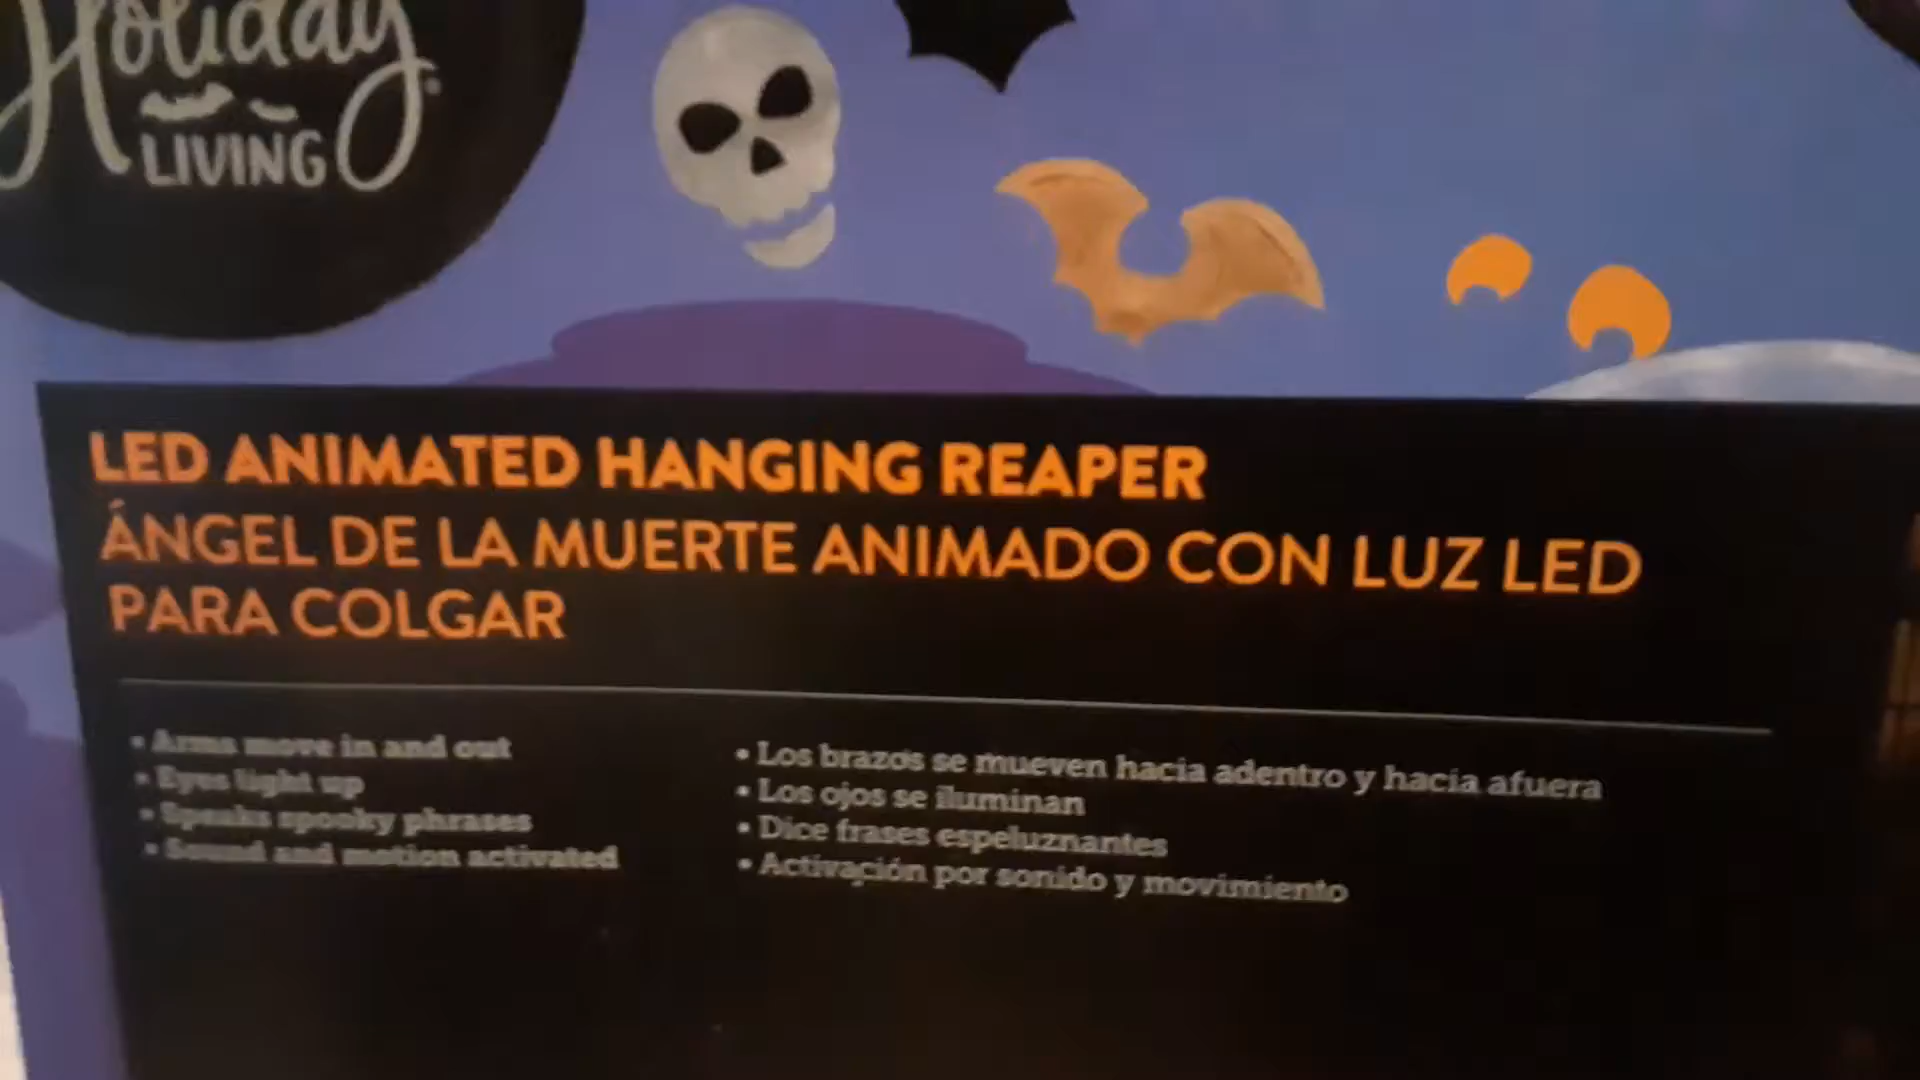 Holiday
LIVING
LED ANIMATED HANGING REAPER
ÁNGEL DE LA MUERTE ANIMADO CON LUZ LED
PARA COLGAR
• Arms move in and out
• Eyes light up
• Speaks spooky phrases
• Sound and motion activated
• Los brazos se mueven hacia adentro y hacia afuera
• Los ojos se iluminan
• Dice frases espeluznantes
• Activación por sonido y movimiento